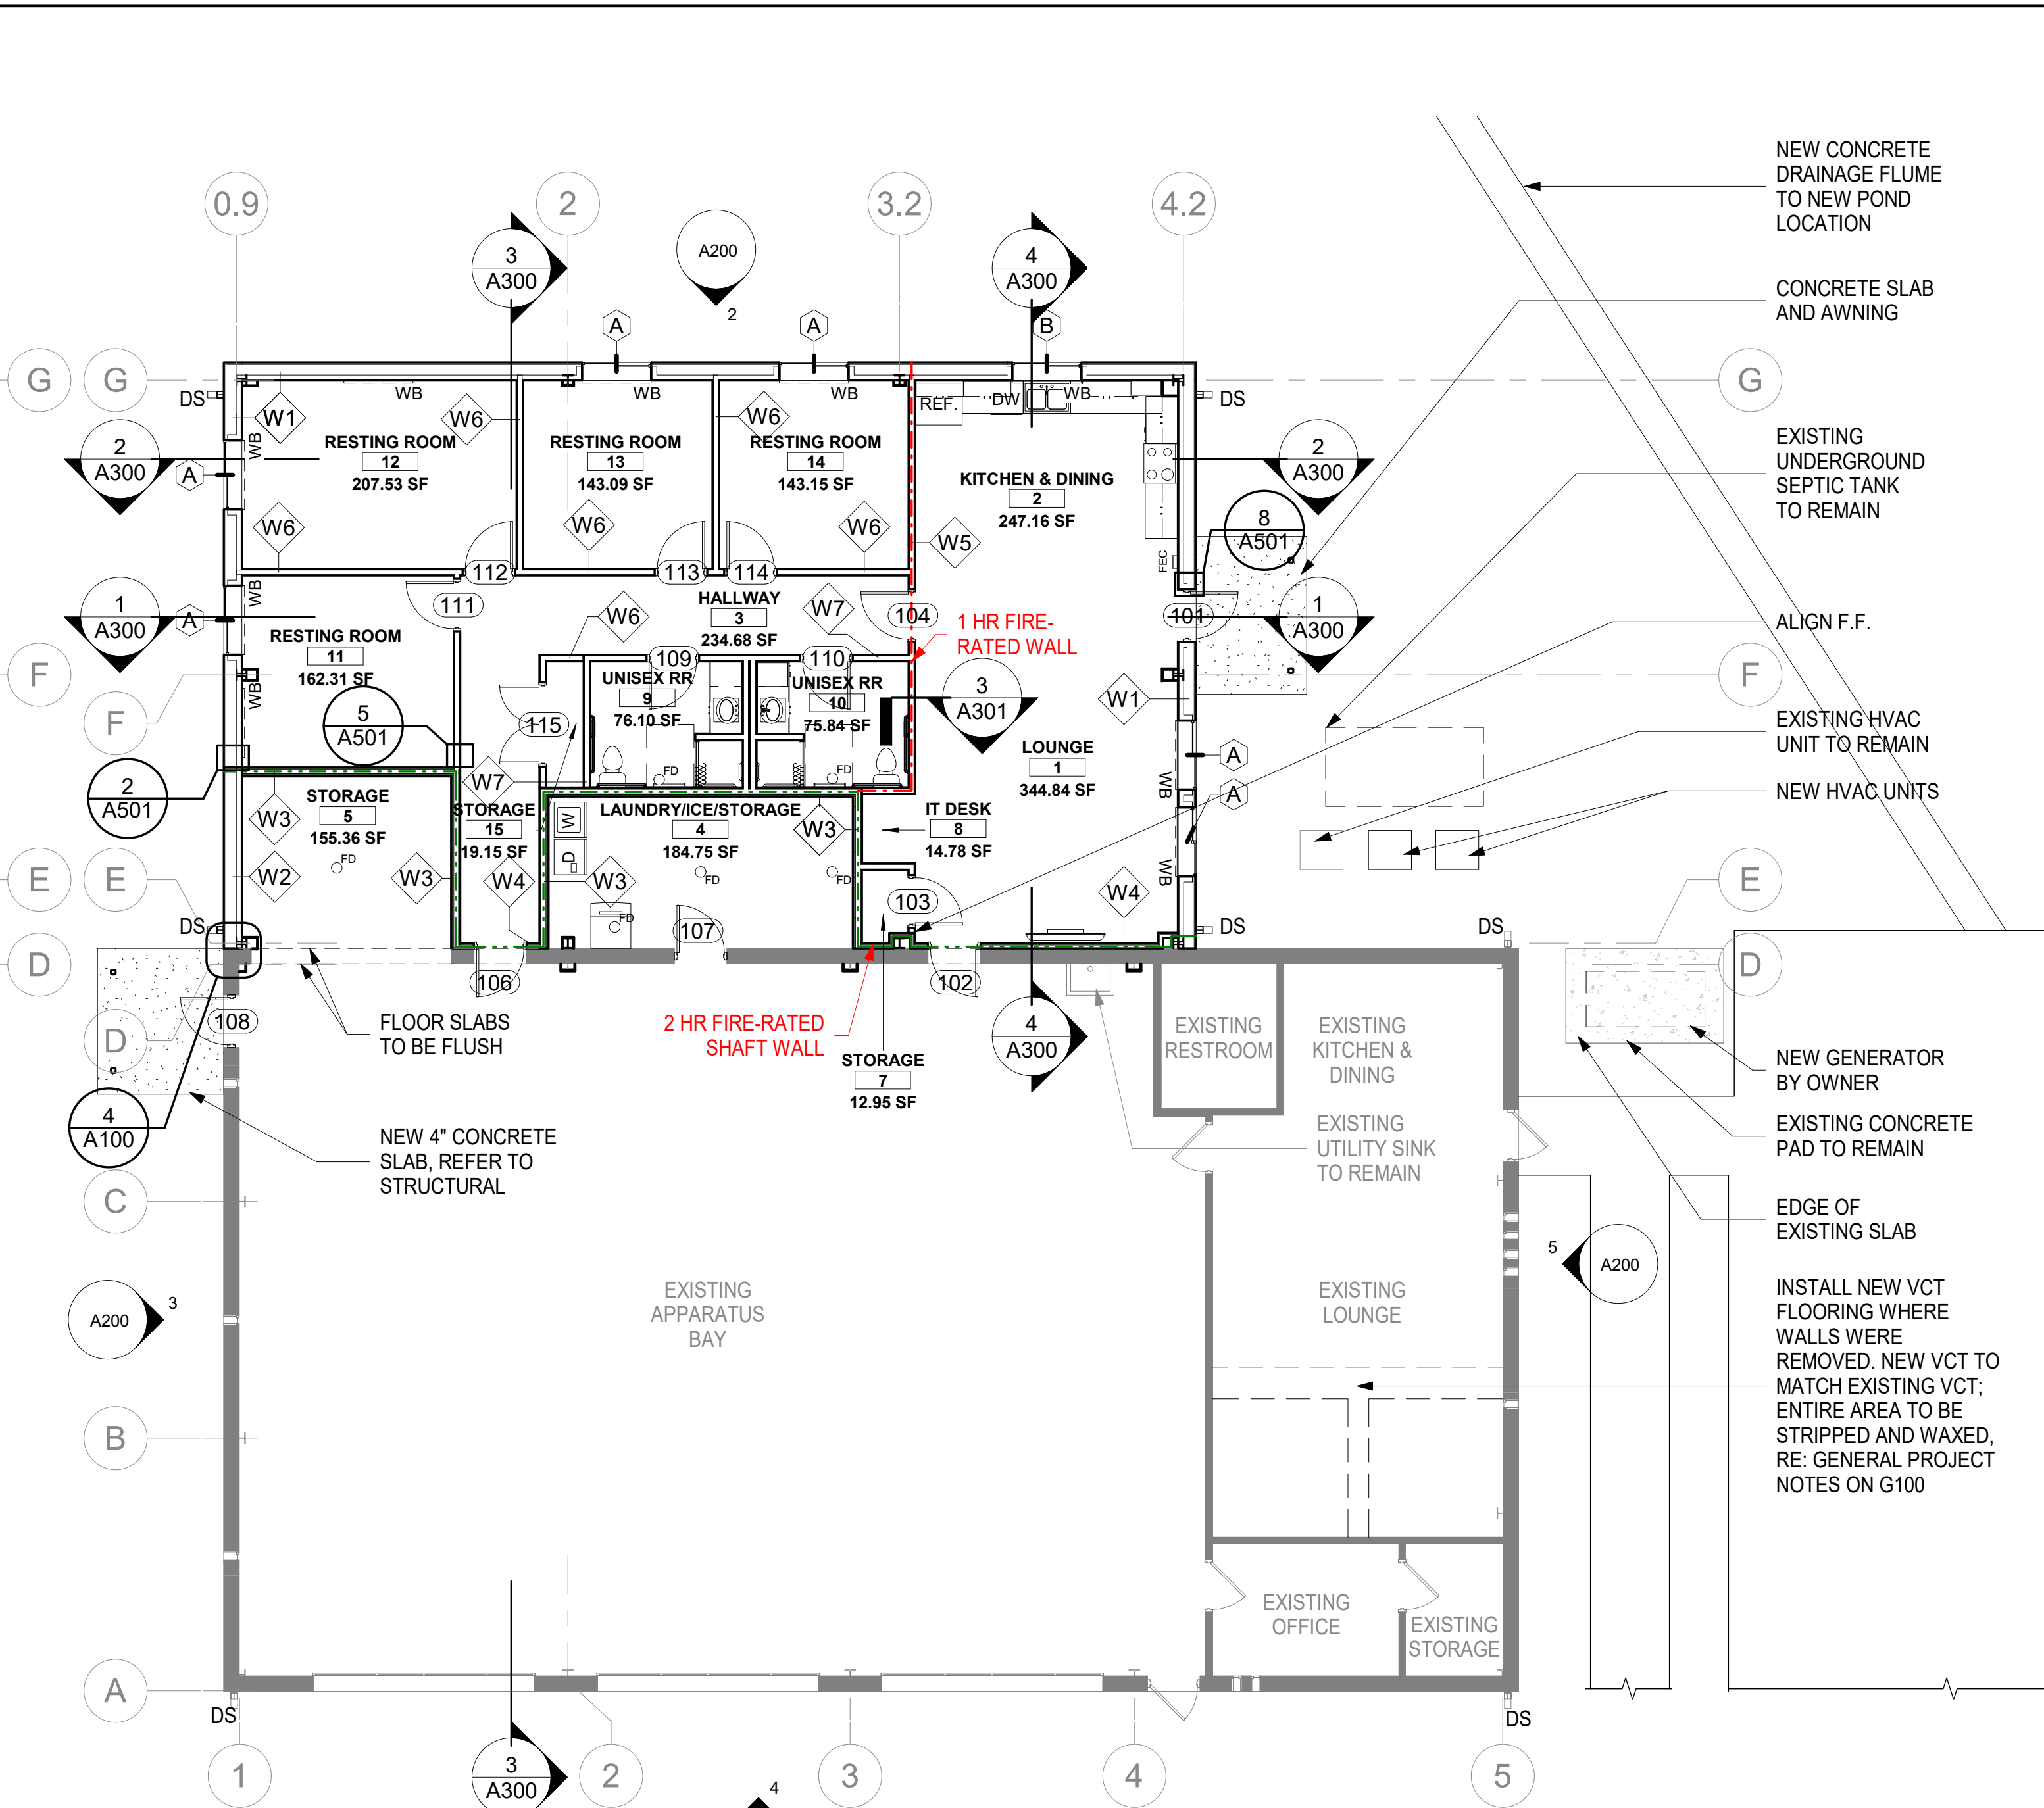 0.9
2
3.2
4.2
3
A300
A200
2
4
A300
A
A
B
G
G
G
DS
DS
WB
WB
WB
WB
REF.
DW
W1
W6
W6
RESTING ROOM
12
207.53 SF
RESTING ROOM
13
143.09 SF
RESTING ROOM
14
143.15 SF
KITCHEN & DINING
2
247.16 SF
2
A300
A
WB
2
A300
8
A501
W6
W6
W6
W5
FEC
112
113
114
111
104
101
HALLWAY
3
234.68 SF
W6
W7
1 HR FIRE-
RATED WALL
1
A300
A
WB
1
A300
RESTING ROOM
11
162.31 SF
WB
F
F
F
109
110
UNISEX RR
9
76.10 SF
UNISEX RR
10
75.84 SF
FD
FD
3
A301
W1
5
A501
115
W7
LOUNGE
1
344.84 SF
A
A
WB
WB
2
A501
STORAGE
5
155.36 SF
FD
W3
W2
W3
STORAGE
15
19.15 SF
W4
LAUNDRY/ICE/STORAGE
4
184.75 SF
W
D
W3
W3
FD
FD
FD
IT DESK
8
14.78 SF
103
W4
E
E
E
DS
DS
DS
D
D
D
106
107
102
108
FLOOR SLABS
TO BE FLUSH
2 HR FIRE-RATED
SHAFT WALL
STORAGE
7
12.95 SF
4
A300
EXISTING
RESTROOM
EXISTING
KITCHEN &
DINING
EXISTING
UTILITY SINK
TO REMAIN
4
A100
NEW 4" CONCRETE
SLAB, REFER TO
STRUCTURAL
C
A200
3
EXISTING
APPARATUS
BAY
EXISTING
LOUNGE
5
A200
B
EXISTING
OFFICE
EXISTING
STORAGE
A
DS
DS
1
3
A300
2
3
4
5
4
NEW CONCRETE
DRAINAGE FLUME
TO NEW POND
LOCATION
CONCRETE SLAB
AND AWNING
EXISTING
UNDERGROUND
SEPTIC TANK
TO REMAIN
ALIGN F.F.
EXISTING HVAC
UNIT TO REMAIN
NEW HVAC UNITS
NEW GENERATOR
BY OWNER
EXISTING CONCRETE
PAD TO REMAIN
EDGE OF
EXISTING SLAB
INSTALL NEW VCT
FLOORING WHERE
WALLS WERE
REMOVED. NEW VCT TO
MATCH EXISTING VCT;
ENTIRE AREA TO BE
STRIPPED AND WAXED,
RE: GENERAL PROJECT
NOTES ON G100